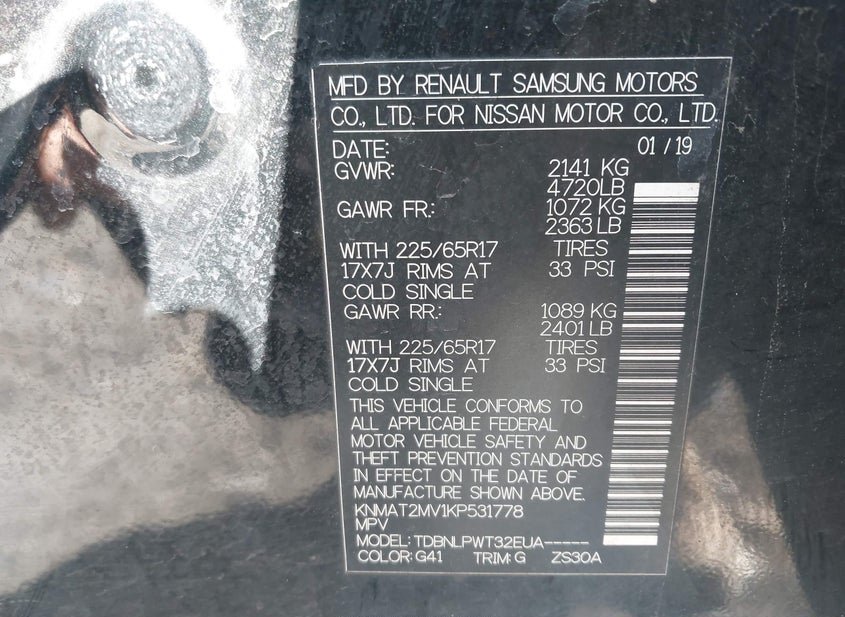 MFD BY RENAULT SAMSUNG MOTORS
CO., LTD. FOR NISSAN MOTOR CO., LTD.
DATE: 01 / 19
GVWR: 2141 KG
4720LB
GAWR FR.: 1072 KG
2363 LB
WITH 225/65R17 TIRES
17X7J RIMS AT 33 PSI
COLD SINGLE
GAWR RR.: 1089 KG
2401 LB
WITH 225/65R17 TIRES
17X7J RIMS AT 33 PSI
COLD SINGLE
THIS VEHICLE CONFORMS TO
ALL APPLICABLE FEDERAL
MOTOR VEHICLE SAFETY AND
THEFT PREVENTION STANDARDS
IN EFFECT ON THE DATE OF
MANUFACTURE SHOWN ABOVE.
KNMAT2MV1KP531778
MPV
MODEL: TDBNLPWT32EUA-----
COLOR: G41 TRIM: G ZS30A